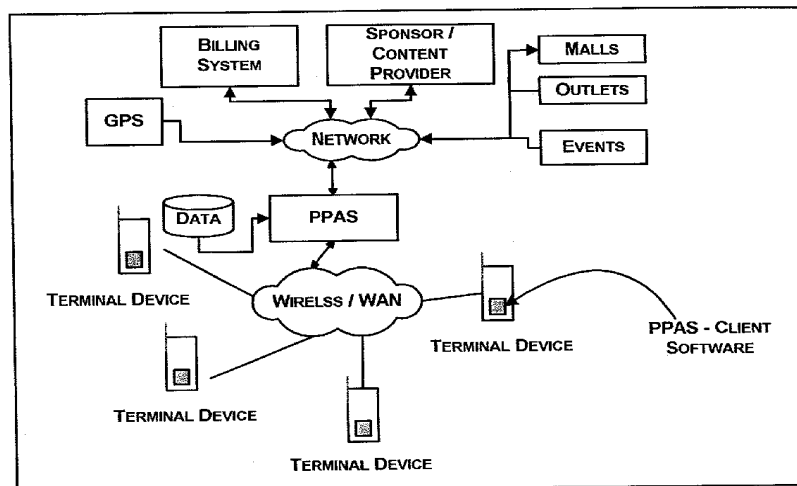 BILLING
SYSTEM
SPONSOR /
CONTENT
PROVIDER
MALLS
OUTLETS
EVENTS
GPS
NETWORK
DATA
PPAS
WIRELSS / WAN
TERMINAL DEVICE
TERMINAL DEVICE
PPAS - CLIENT
SOFTWARE
TERMINAL DEVICE
TERMINAL DEVICE